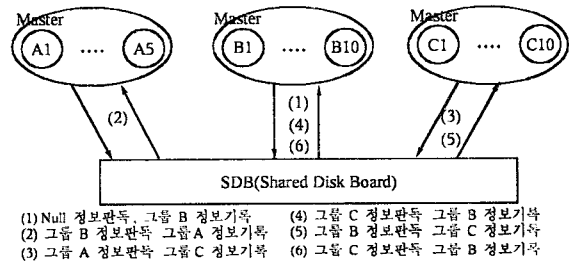 Master Master Master
A1 .... A5 B1 .... B10 C1 .... C10
(2) (1) (3)
(4) (5)
(6)
SDB(Shared Disk Board)
(1) Null 정보판독, 그룹 B 정보기록 (4) 그룹 C 정보판독 그룹 B 정보기록
(2) 그룹 B 정보판독 그룹A 정보기록 (5) 그룹 B 정보판독 그룹 C 정보기록
(3) 그룹 A 정보판독 그룹C 정보기록 (6) 그룹 C 정보판독 그룹 B 정보기록